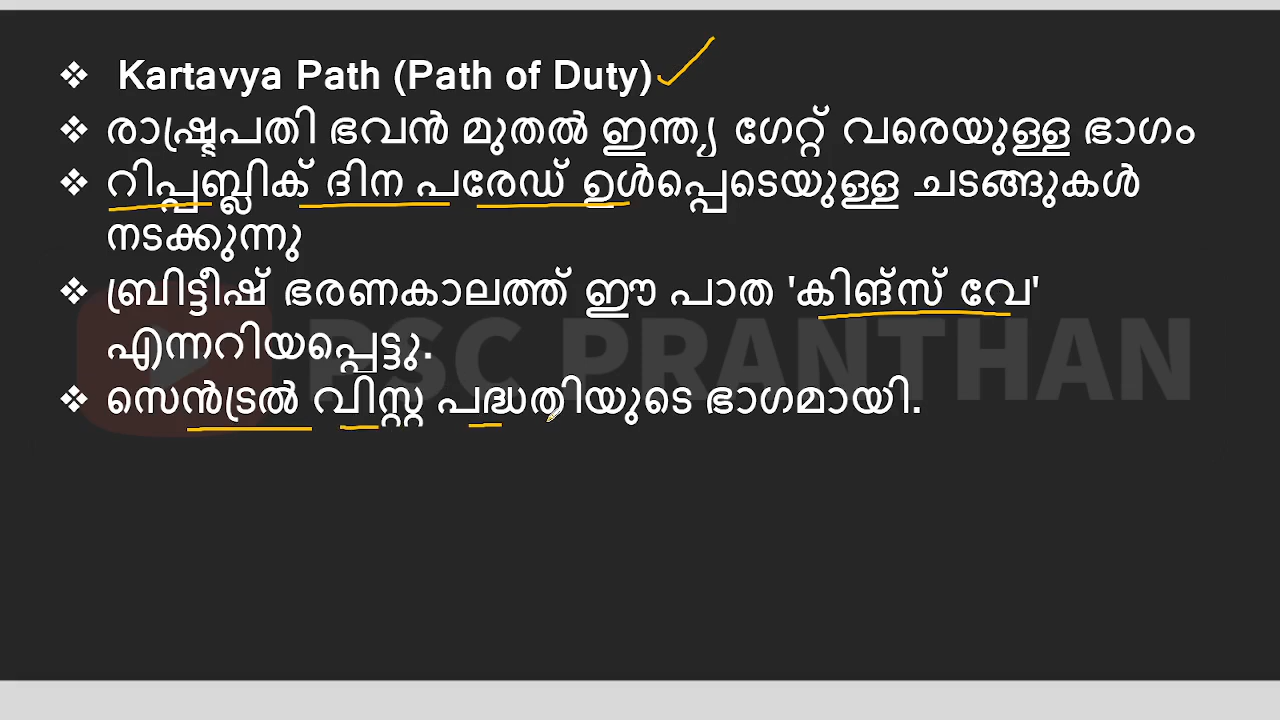 ❖ Kartavya Path (Path of Duty)
❖ രാഷ്ട്രപതി ഭവൻ മുതൽ ഇന്ത്യ ഗേറ്റ് വരെയുള്ള ഭാഗം
❖ റിപ്പബ്ലിക് ദിന പരേഡ് ഉൾപ്പെടെയുള്ള ചടങ്ങുകൾ
നടക്കുന്നു
❖ ബ്രിട്ടീഷ് ഭരണകാലത്ത് ഈ പാത 'കിങ്സ് വേ'
എന്നറിയപ്പെട്ടു.
PSC PRANTHAN
❖ സെൻട്രൽ വിസ്റ്റ പദ്ധതിയുടെ ഭാഗമായി.